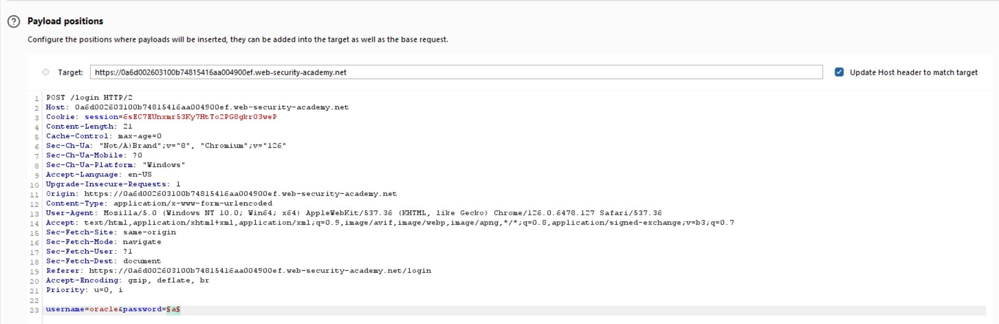 Payload positions
Configure the positions where payloads will be inserted, they can be added into the target as well as the base request.
Target: https://0a6d002603100b74815416aa004900ef.web-security-academy.net Update Host header to match target
1 POST /login HTTP/2
2 Host: 0a6d002603100b74815416aa004900ef.web-security-academy.net
3 Cookie: session=6sEC7EUnxmr53Ky7HtTo2PG8gkrO3weP
4 Content-Length: 21
5 Cache-Control: max-age=0
6 Sec-Ch-Ua: "Not/A)Brand";v="8", "Chromium";v="126"
7 Sec-Ch-Ua-Mobile: ?0
8 Sec-Ch-Ua-Platform: "Windows"
9 Accept-Language: en-US
10 Upgrade-Insecure-Requests: 1
11 Origin: https://0a6d002603100b74815416aa004900ef.web-security-academy.net
12 Content-Type: application/x-www-form-urlencoded
13 User-Agent: Mozilla/5.0 (Windows NT 10.0; Win64; x64) AppleWebKit/537.36 (KHTML, like Gecko) Chrome/126.0.6478.127 Safari/537.36
14 Accept: text/html,application/xhtml+xml,application/xml;q=0.9,image/avif,image/webp,image/apng,*/*;q=0.8,application/signed-exchange;v=b3;q=0.7
15 Sec-Fetch-Site: same-origin
16 Sec-Fetch-Mode: navigate
17 Sec-Fetch-User: ?1
18 Sec-Fetch-Dest: document
19 Referer: https://0a6d002603100b74815416aa004900ef.web-security-academy.net/login
20 Accept-Encoding: gzip, deflate, br
21 Priority: u=0, i
22
23 username=oracle&password=§a§